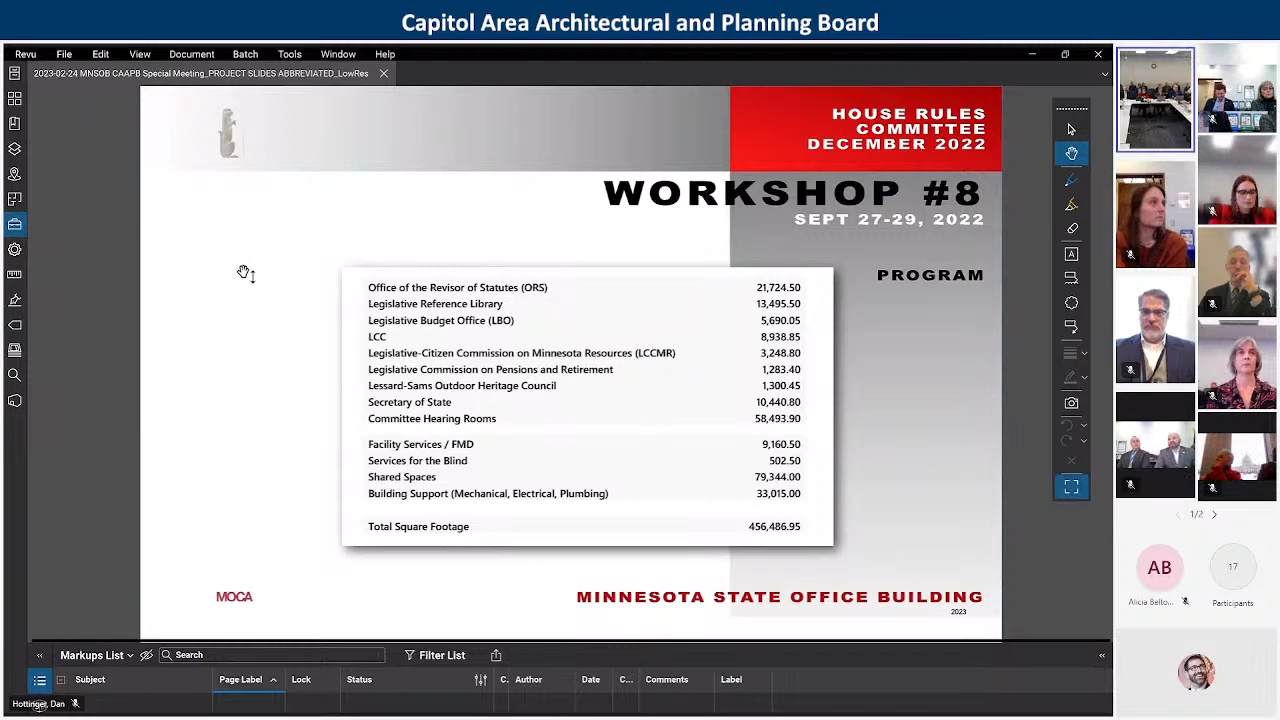 Capitol Area Architectural and Planning Board
Revu File Edit View Document Batch Tools Window Help
2023-02-24 MNSOB CAAPB Special Meeting_PROJECT SLIDES ABBREVIATED_LowRes
HOUSE RULES
COMMITTEE
DECEMBER 2022
WORKSHOP #8
SEPT 27-29, 2022
PROGRAM
Office of the Revisor of Statutes (ORS) 21,724.50
Legislative Reference Library 13,495.50
Legislative Budget Office (LBO) 5,690.05
LCC 8,938.85
Legislative-Citizen Commission on Minnesota Resources (LCCMR) 3,248.80
Legislative Commission on Pensions and Retirement 1,283.40
Lessard-Sams Outdoor Heritage Council 1,300.45
Secretary of State 10,440.80
Committee Hearing Rooms 58,493.90
Facility Services / FMD 9,160.50
Services for the Blind 502.50
Shared Spaces 79,344.00
Building Support (Mechanical, Electrical, Plumbing) 33,015.00
Total Square Footage 456,486.95
MOCA
MINNESOTA STATE OFFICE BUILDING
2023
Markups List Search Filter List
Subject Page Label Lock Status C. Author Date C... Comments Label
Hottinger, Dan
1/2
AB
17
Alicia Belto...
Participants